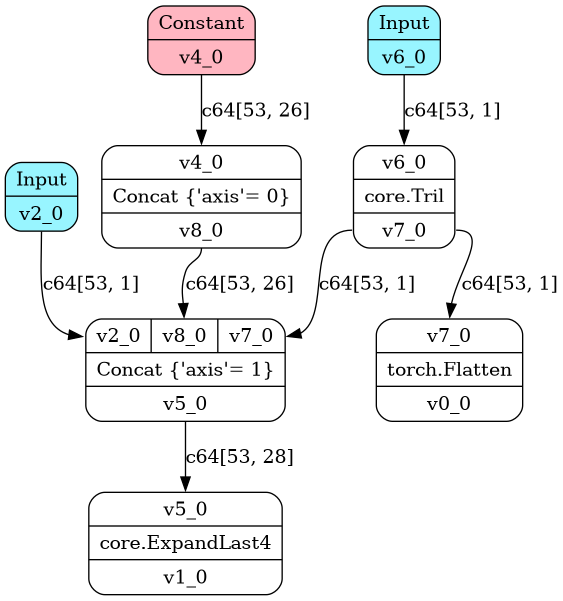 Constant
v4_0
Input
v6_0
c64[53, 26]
c64[53, 1]
Input
v2_0
v4_0
Concat {'axis'= 0}
v8_0
v6_0
core.Tril
v7_0
c64[53, 1]
c64[53, 26]
c64[53, 1]
c64[53, 1]
v2_0 v8_0 v7_0
Concat {'axis'= 1}
v5_0
v7_0
torch.Flatten
v0_0
c64[53, 28]
v5_0
core.ExpandLast4
v1_0